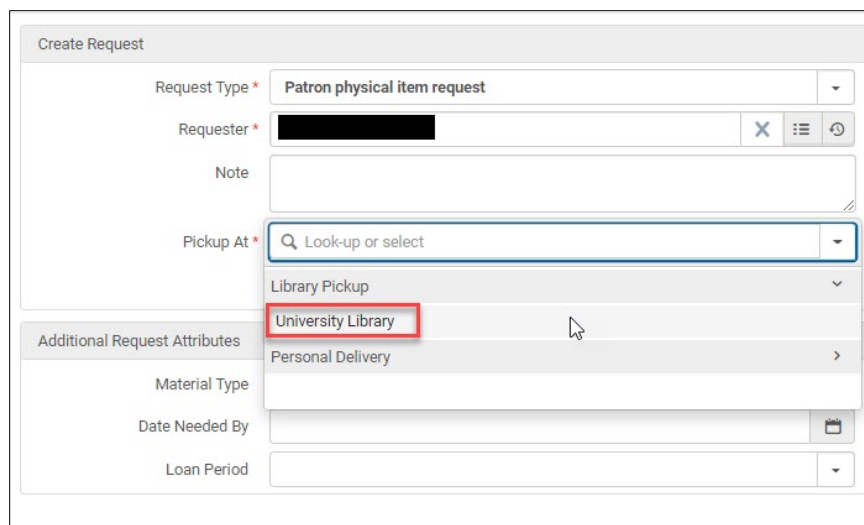 Create Request
Request Type * Patron physical item request
Requester *
Note
Pickup At * Look-up or select
Library Pickup
University Library
Additional Request Attributes
Personal Delivery
Material Type
Date Needed By
Loan Period